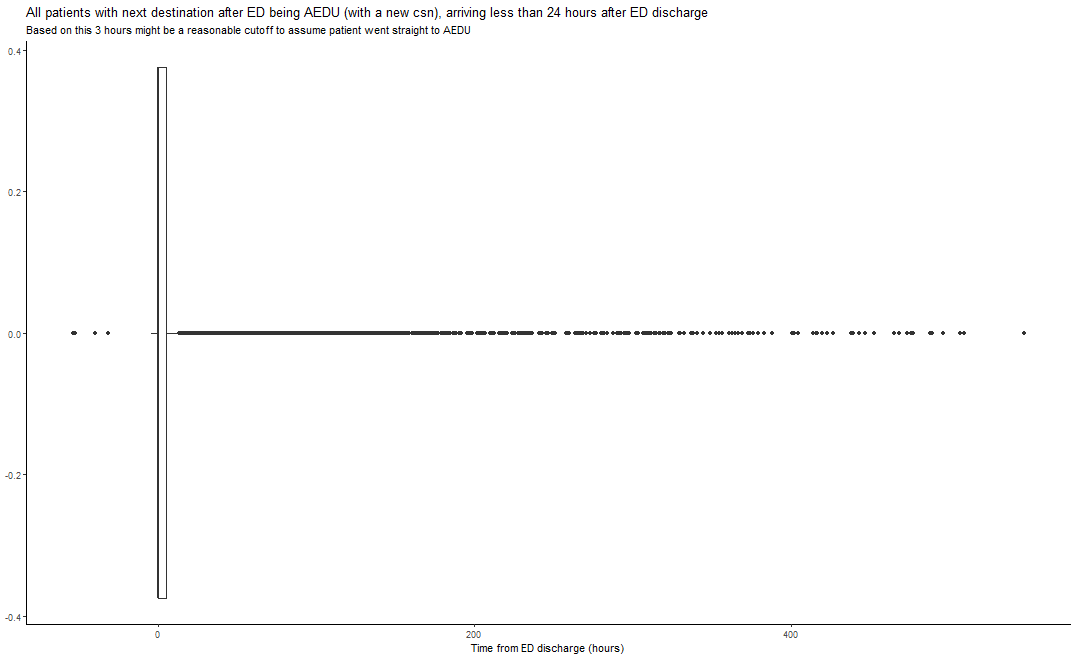 All patients with next destination after ED being AEDU (with a new csn), arriving less than 24 hours after ED discharge
Based on this 3 hours might be a reasonable cutoff to assume patient went straight to AEDU
0.4
0.2
0.0
-0.2
-0.4
0
200
400
Time from ED discharge (hours)